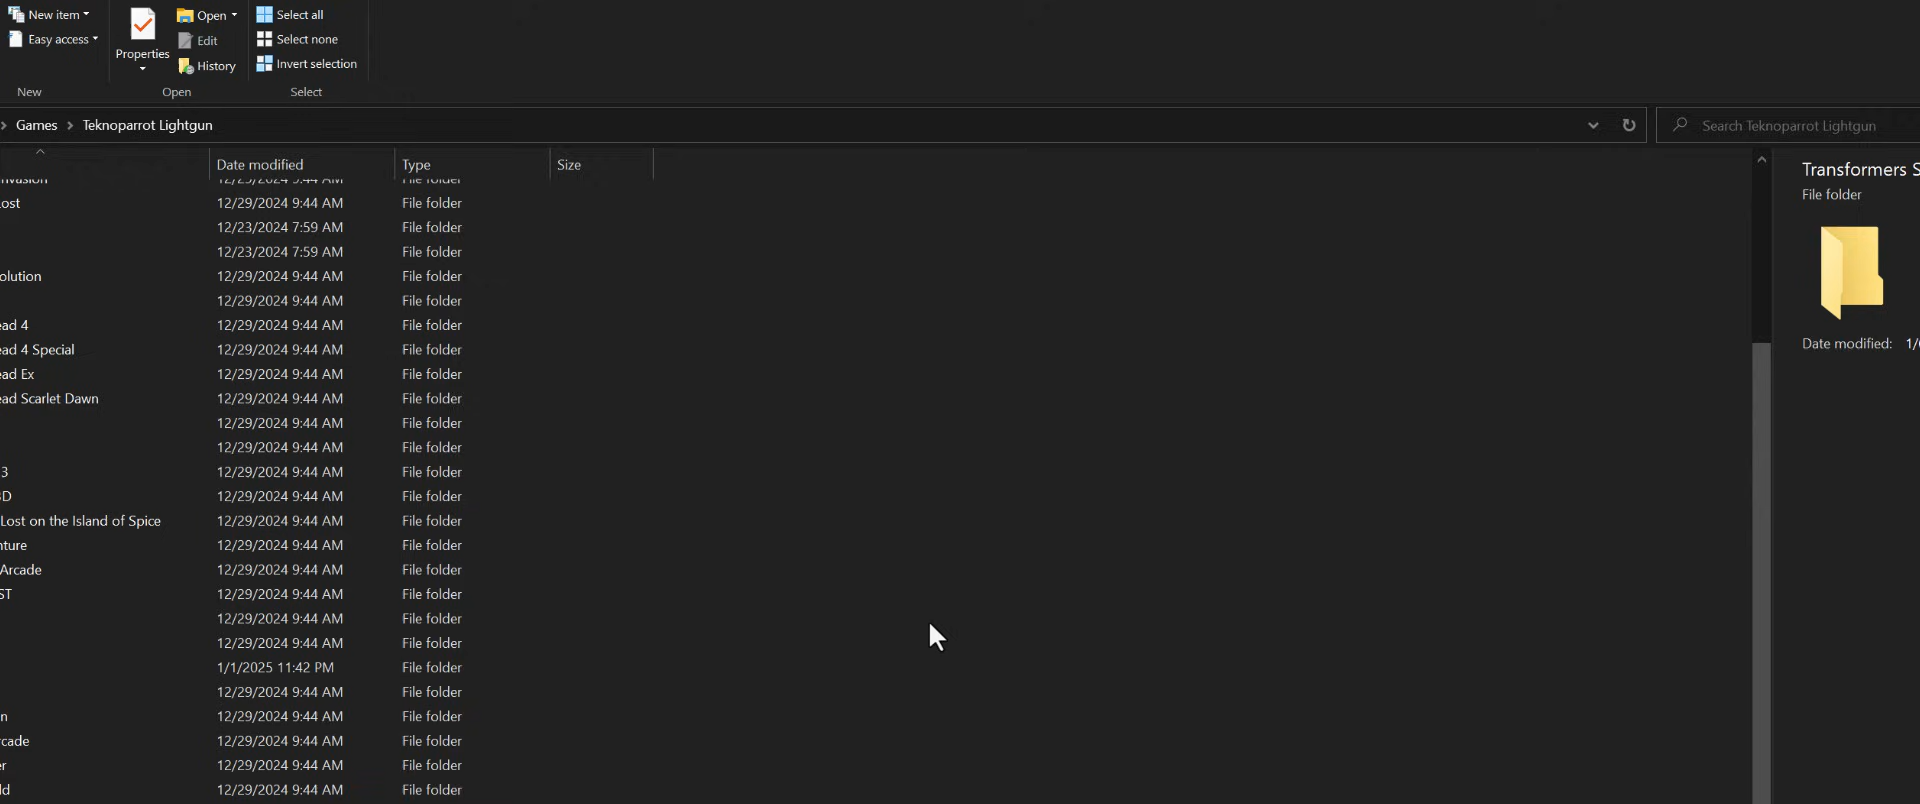 New item
Easy access
Properties
Open
Edit
History
Select all
Select none
Invert selection
New
Open
Select
Games > Teknoparrot Lightgun
Search Teknoparrot Lightgun
Date modified Type Size
12/29/2024 9:44 AM File folder
ost 12/29/2024 9:44 AM File folder
12/23/2024 7:59 AM File folder
12/23/2024 7:59 AM File folder
olution 12/29/2024 9:44 AM File folder
12/29/2024 9:44 AM File folder
ead 4 12/29/2024 9:44 AM File folder
ead 4 Special 12/29/2024 9:44 AM File folder
ead Ex 12/29/2024 9:44 AM File folder
ead Scarlet Dawn 12/29/2024 9:44 AM File folder
12/29/2024 9:44 AM File folder
12/29/2024 9:44 AM File folder
3 12/29/2024 9:44 AM File folder
3D 12/29/2024 9:44 AM File folder
Lost on the Island of Spice 12/29/2024 9:44 AM File folder
nture 12/29/2024 9:44 AM File folder
Arcade 12/29/2024 9:44 AM File folder
ST 12/29/2024 9:44 AM File folder
12/29/2024 9:44 AM File folder
12/29/2024 9:44 AM File folder
1/1/2025 11:42 PM File folder
12/29/2024 9:44 AM File folder
n 12/29/2024 9:44 AM File folder
rcade 12/29/2024 9:44 AM File folder
er 12/29/2024 9:44 AM File folder
ld 12/29/2024 9:44 AM File folder
Transformers S
File folder
Date modified: 1/